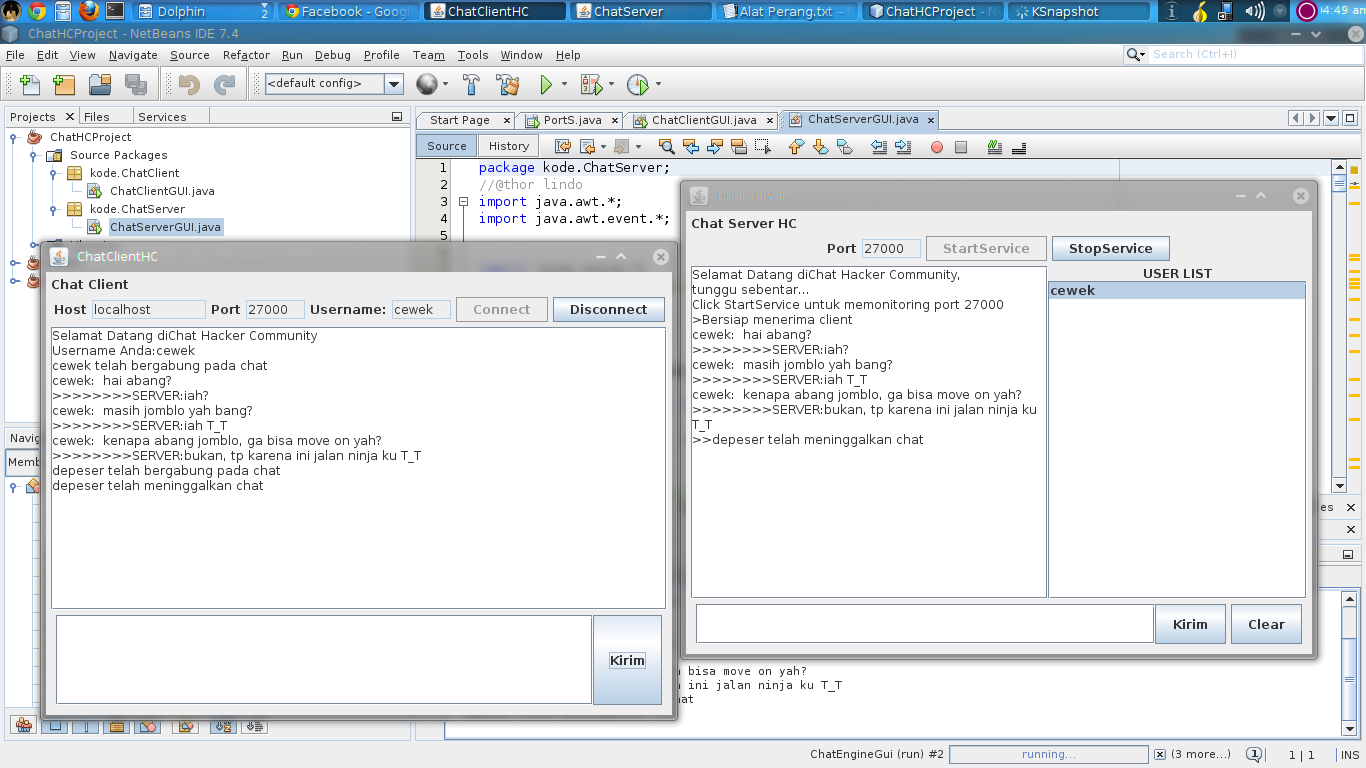 Dolphin 2 Facebook - Googl ChatClientHC ChatServer Alat Perang.txt - ChatHCProject - N KSnapshot 04:49 am
ChatHCProject - NetBeans IDE 7.4
File Edit View Navigate Source Refactor Run Debug Profile Team Tools Window Help Search (Ctrl+I)
<default config>
Projects Files Services
Start Page PortS.java ChatClientGUI.java ChatServerGUI.java
Source History
ChatHCProject
Source Packages
kode.ChatClient
ChatClientGUI.java
kode.ChatServer
ChatServerGUI.java
1 package kode.ChatServer;
2 //@thor lindo
3 import java.awt.*;
4 import java.awt.event.*;
5
Navig
Memb
ChatClientHC
Chat Client
Host localhost Port 27000 Username: cewek Connect Disconnect
Selamat Datang diChat Hacker Community
Username Anda:cewek
cewek telah bergabung pada chat
cewek:  hai abang?
>>>>>>>>SERVER:iah?
cewek:  masih jomblo yah bang?
>>>>>>>>SERVER:iah T_T
cewek:  kenapa abang jomblo, ga bisa move on yah?
>>>>>>>>SERVER:bukan, tp karena ini jalan ninja ku T_T
depeser telah bergabung pada chat
depeser telah meninggalkan chat
Kirim
ChatServer
Chat Server HC
Port 27000 StartService StopService
Selamat Datang diChat Hacker Community,
tunggu sebentar...
Click StartService untuk memonitoring port 27000
>Bersiap menerima client
cewek:  hai abang?
>>>>>>>>SERVER:iah?
cewek:  masih jomblo yah bang?
>>>>>>>>SERVER:iah T_T
cewek:  kenapa abang jomblo, ga bisa move on yah?
>>>>>>>>SERVER:bukan, tp karena ini jalan ninja ku
T_T
>>depeser telah meninggalkan chat
USER LIST
cewek
Kirim Clear
es
bisa move on yah?
ini jalan ninja ku T_T
hat
ChatEngineGui (run) #2 running... (3 more...) 1 1 | 1 INS